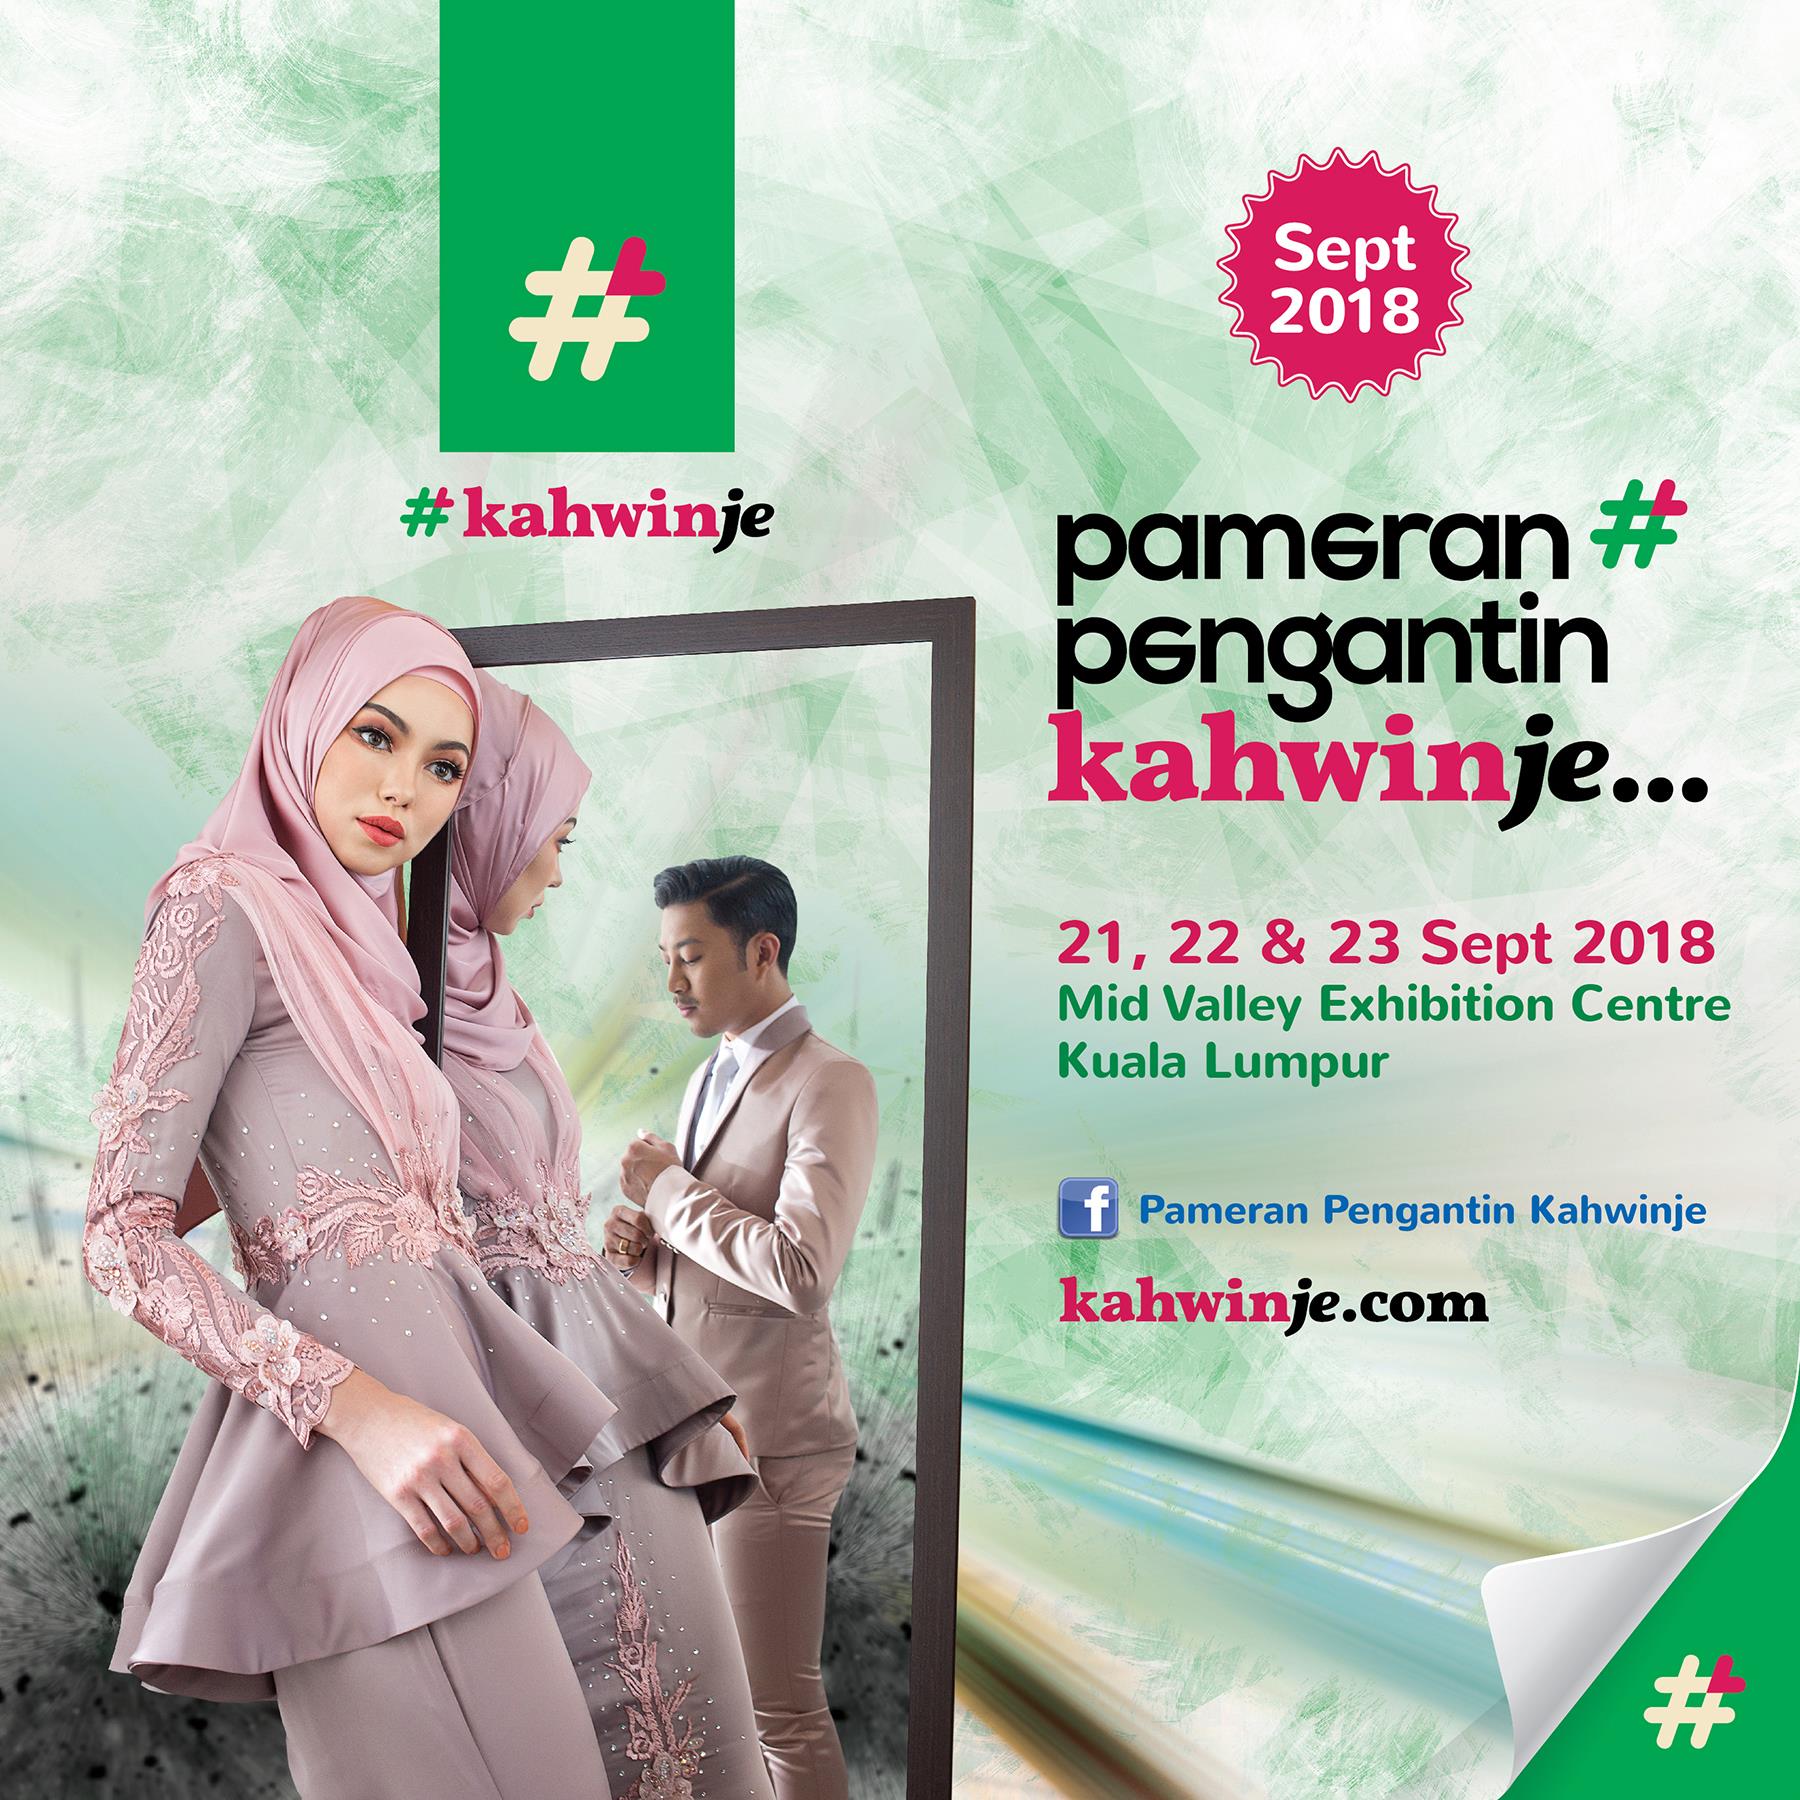 #
#kahwinje
Sept
2018
pameran #
pengantin
kahwinje...
21, 22 & 23 Sept 2018
Mid Valley Exhibition Centre
Kuala Lumpur
f Pameran Pengantin Kahwinje
kahwinje.com
#